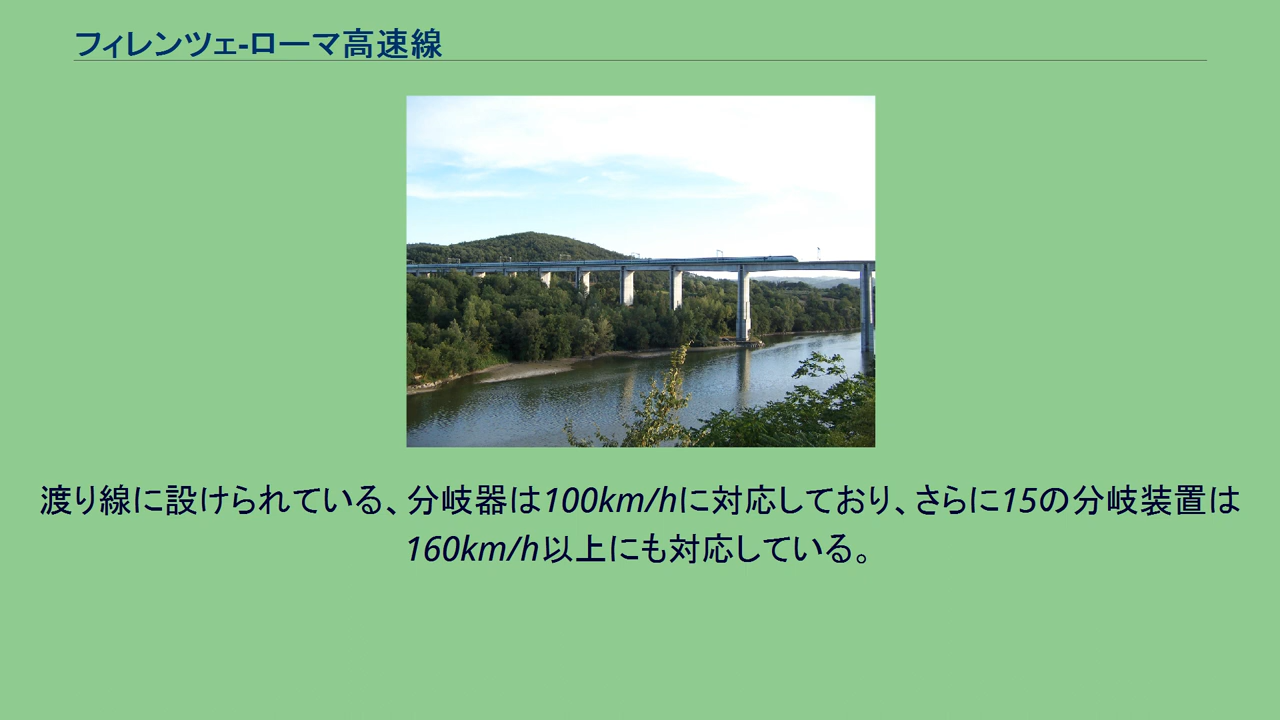 フィレンツェ-ローマ高速線
渡り線に設けられている、分岐器は100km/hに対応しており、さらに15の分岐装置は
160km/h以上にも対応している。